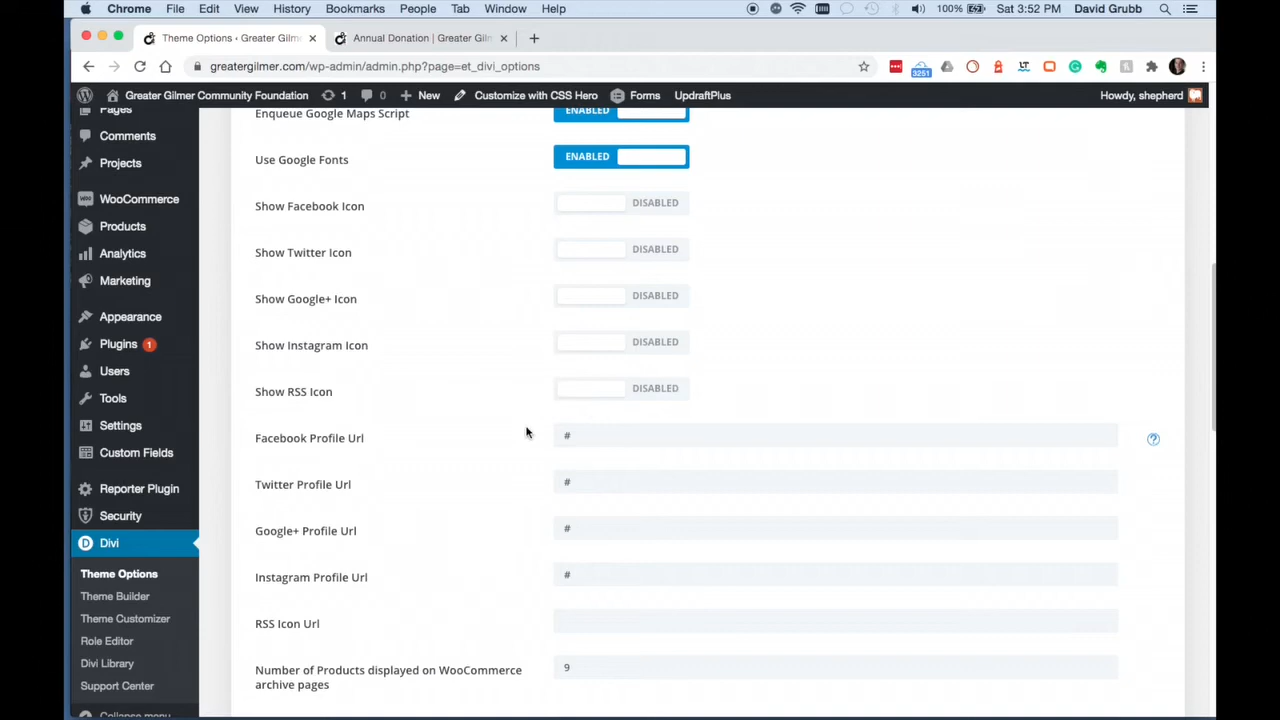 Chrome File Edit View History Bookmarks People Tab Window Help 100% Sat 3:52 PM David Grubb
Theme Options ‹ Greater Gilm Annual Donation | Greater Gilm
greatergilmer.com/wp-admin/admin.php?page=et_divi_options 3251 LT
Greater Gilmer Community Foundation 1 0 New Customize with CSS Hero Forms UpdraftPlus Howdy, shepherd
Pages
Comments
Projects
WooCommerce
Products
Analytics
Marketing
Appearance
Plugins 1
Users
Tools
Settings
Custom Fields
Reporter Plugin
Security
Divi
Theme Options
Theme Builder
Theme Customizer
Role Editor
Divi Library
Support Center
Collapse menu
Enqueue Google Maps Script ENABLED
Use Google Fonts ENABLED
Show Facebook Icon DISABLED
Show Twitter Icon DISABLED
Show Google+ Icon DISABLED
Show Instagram Icon DISABLED
Show RSS Icon DISABLED
Facebook Profile Url # ?
Twitter Profile Url #
Google+ Profile Url #
Instagram Profile Url #
RSS Icon Url
Number of Products displayed on WooCommerce 9
archive pages